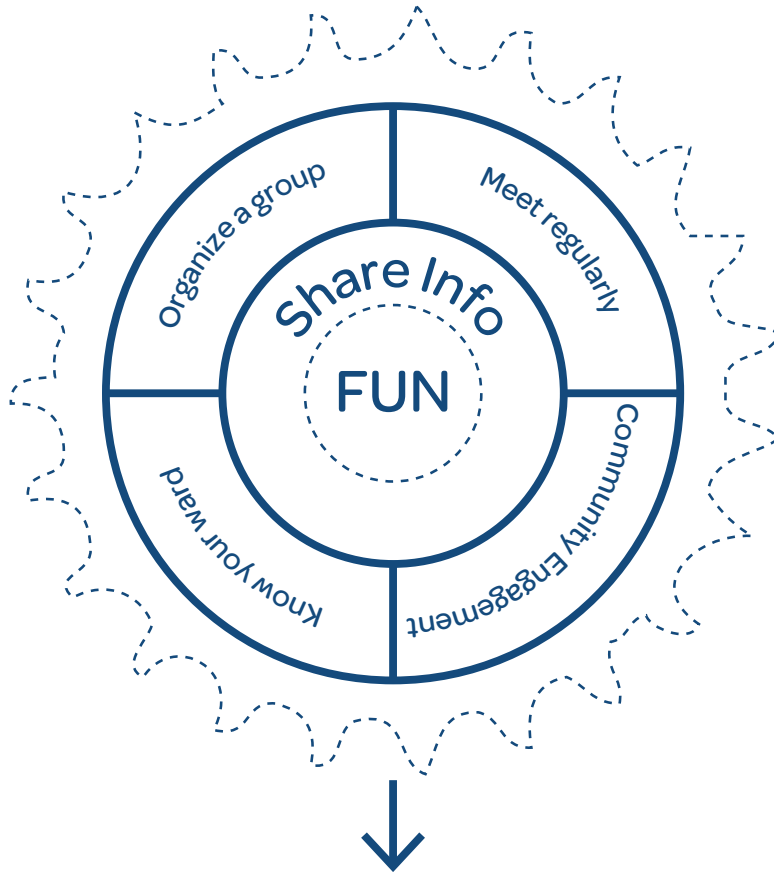 Organize a group
Meet regularly
Share Info
FUN
Know your ward
Community Engagement